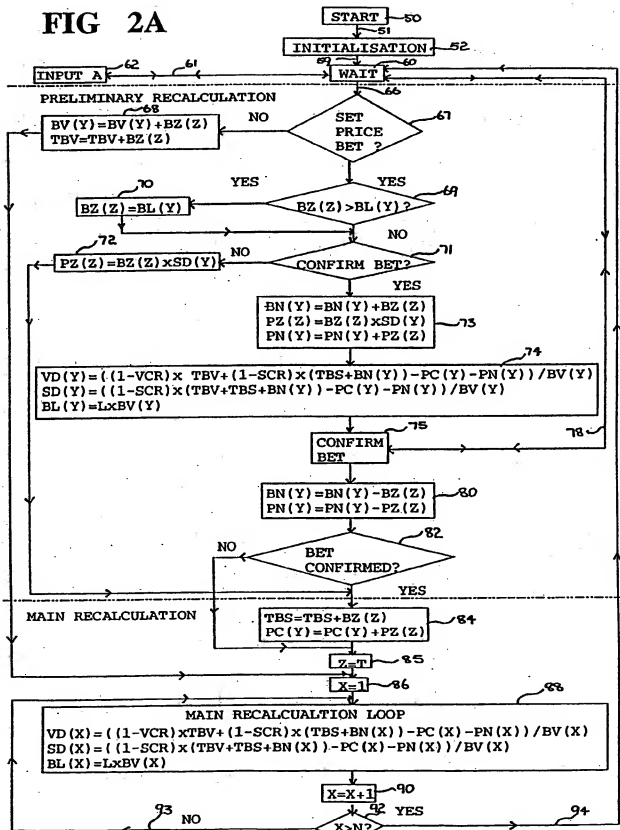 FIG 2A
START
50
51
INITIALISATION
52
59
WAIT
60
62
61
INPUT A
66
PRELIMINARY RECALCULATION
68
BV(Y)=BV(Y)+BZ(Z)
TBV=TBV+BZ(Z)
NO
SET
PRICE
BET ?
67
YES
YES
70
BZ(Z)=BL(Y)
BZ(Z)>BL(Y)?
69
NO
72
PZ(Z)=BZ(Z)xSD(Y)
NO
CONFIRM BET?
71
YES
BN(Y)=BN(Y)+BZ(Z)
PZ(Z)=BZ(Z)xSD(Y)
PN(Y)=PN(Y)+PZ(Z)
73
74
VD(Y)=((1-VCR)x TBV+(1-SCR)x(TBS+BN(Y))-PC(Y)-PN(Y))/BV(Y)
SD(Y)=((1-SCR)x(TBV+TBS+BN(Y))-PC(Y)-PN(Y))/BV(Y)
BL(Y)=LxBV(Y)
75
78
CONFIRM
BET
BN(Y)=BN(Y)-BZ(Z)
PN(Y)=PN(Y)-PZ(Z)
80
82
NO
BET
CONFIRMED?
YES
MAIN RECALCULATION
TBS=TBS+BZ(Z)
PC(Y)=PC(Y)+PZ(Z)
84
Z=T
85
X=1
86
88
MAIN RECALCUALTION LOOP
VD(X)=((1-VCR)xTBV+(1-SCR)x(TBS+BN(X))-PC(X)-PN(X))/BV(X)
SD(X)=((1-SCR)x(TBV+TBS+BN(X))-PC(X)-PN(X))/BV(X)
BL(X)=LxBV(X)
X=X+1
90
93
NO
92
YES
94
X>N?